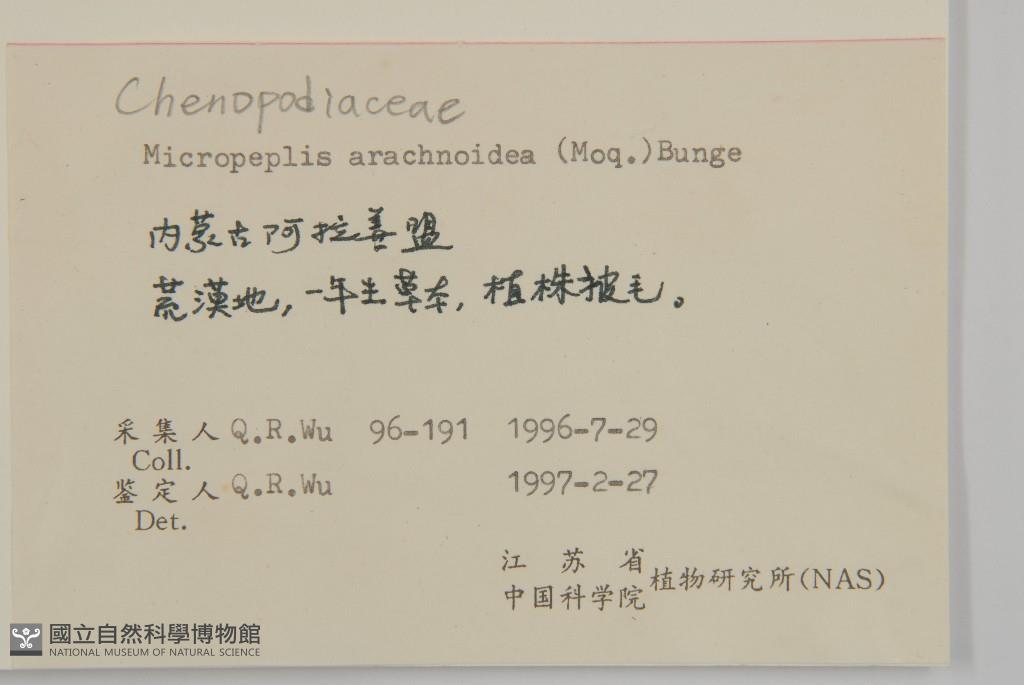 Chenopodiaceae
Micropeplis arachnoidea (Moq.)Bunge
内蒙古阿拉善盟
荒漠地,一年生草本,植株被毛。
采集人 Q.R.Wu 96-191 1996-7-29
Coll.
鉴定人 Q.R.Wu 1997-2-27
Det.
江苏省
中国科学院 植物研究所(NAS)
國立自然科學博物館
NATIONAL MUSEUM OF NATURAL SCIENCE